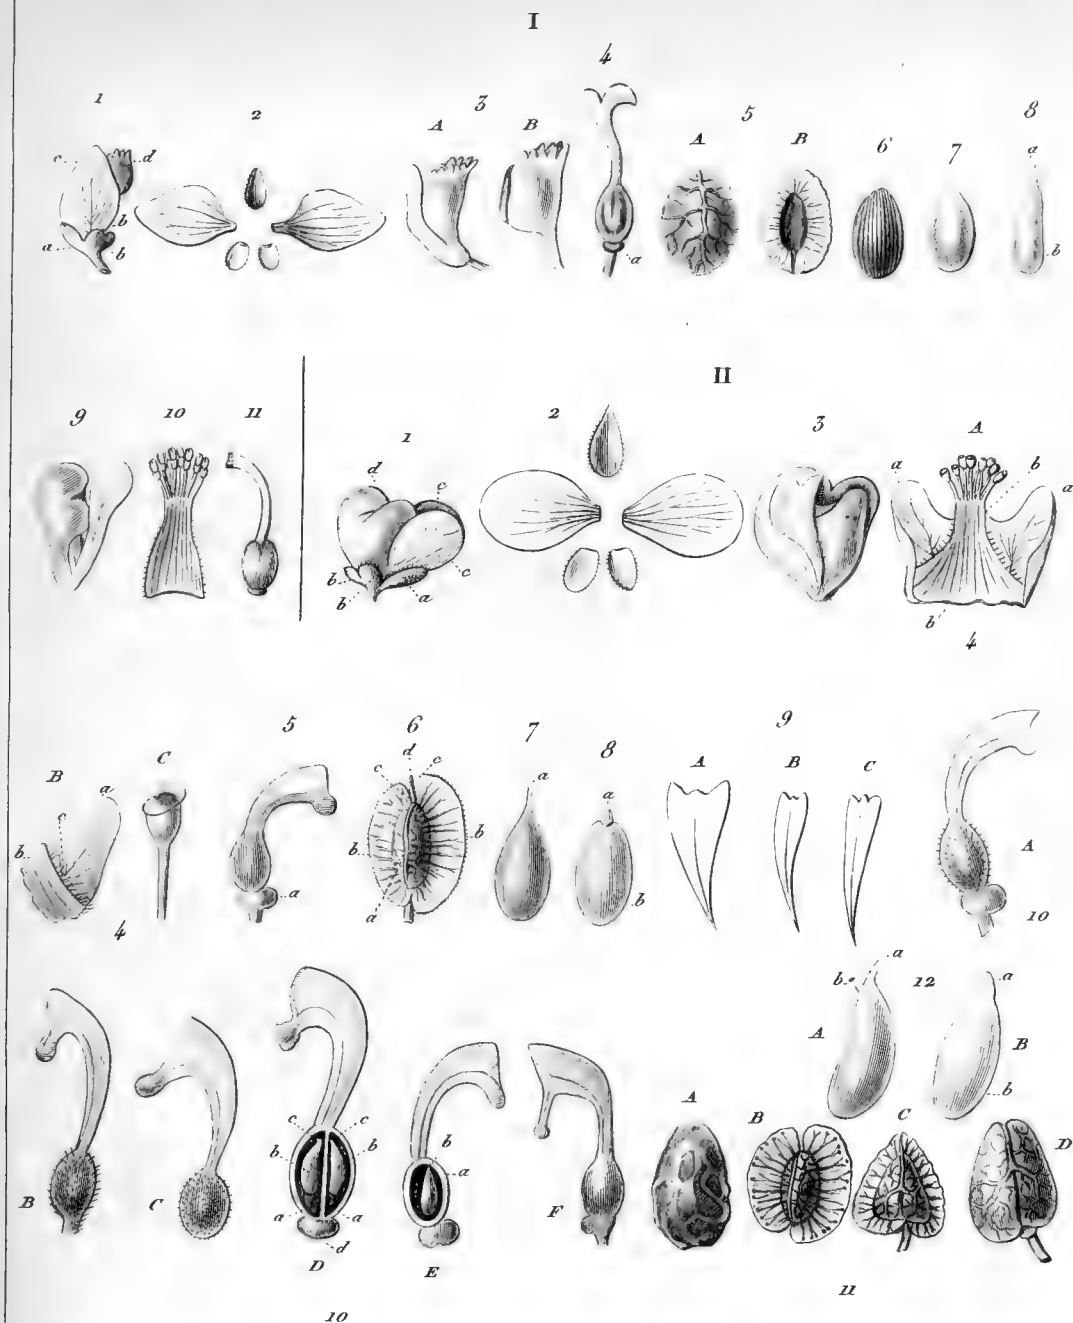 I
1 2 3 4 5 6 7 8
A B A B
c d b a b a a b
9 10 11
II
1 2 3 A
d c b b a c
a b a b' 4
5 6 7 8 9
B C A B C
a c b 4
a
c d c b b a
a a b
A 10
B C
c c b b a a d D
b a E
F
A B C D 11
a b 12 A
a B b
10